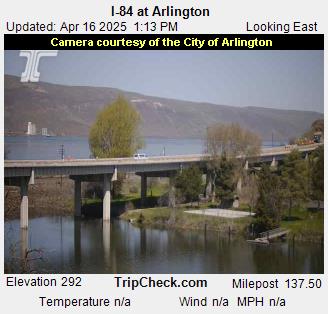 I-84 at Arlington
Updated: Apr 16 2025 1:13 PM Looking East
Camera courtesy of the City of Arlington
Elevation 292 TripCheck.com Milepost 137.50
Temperature n/a Wind n/a MPH n/a